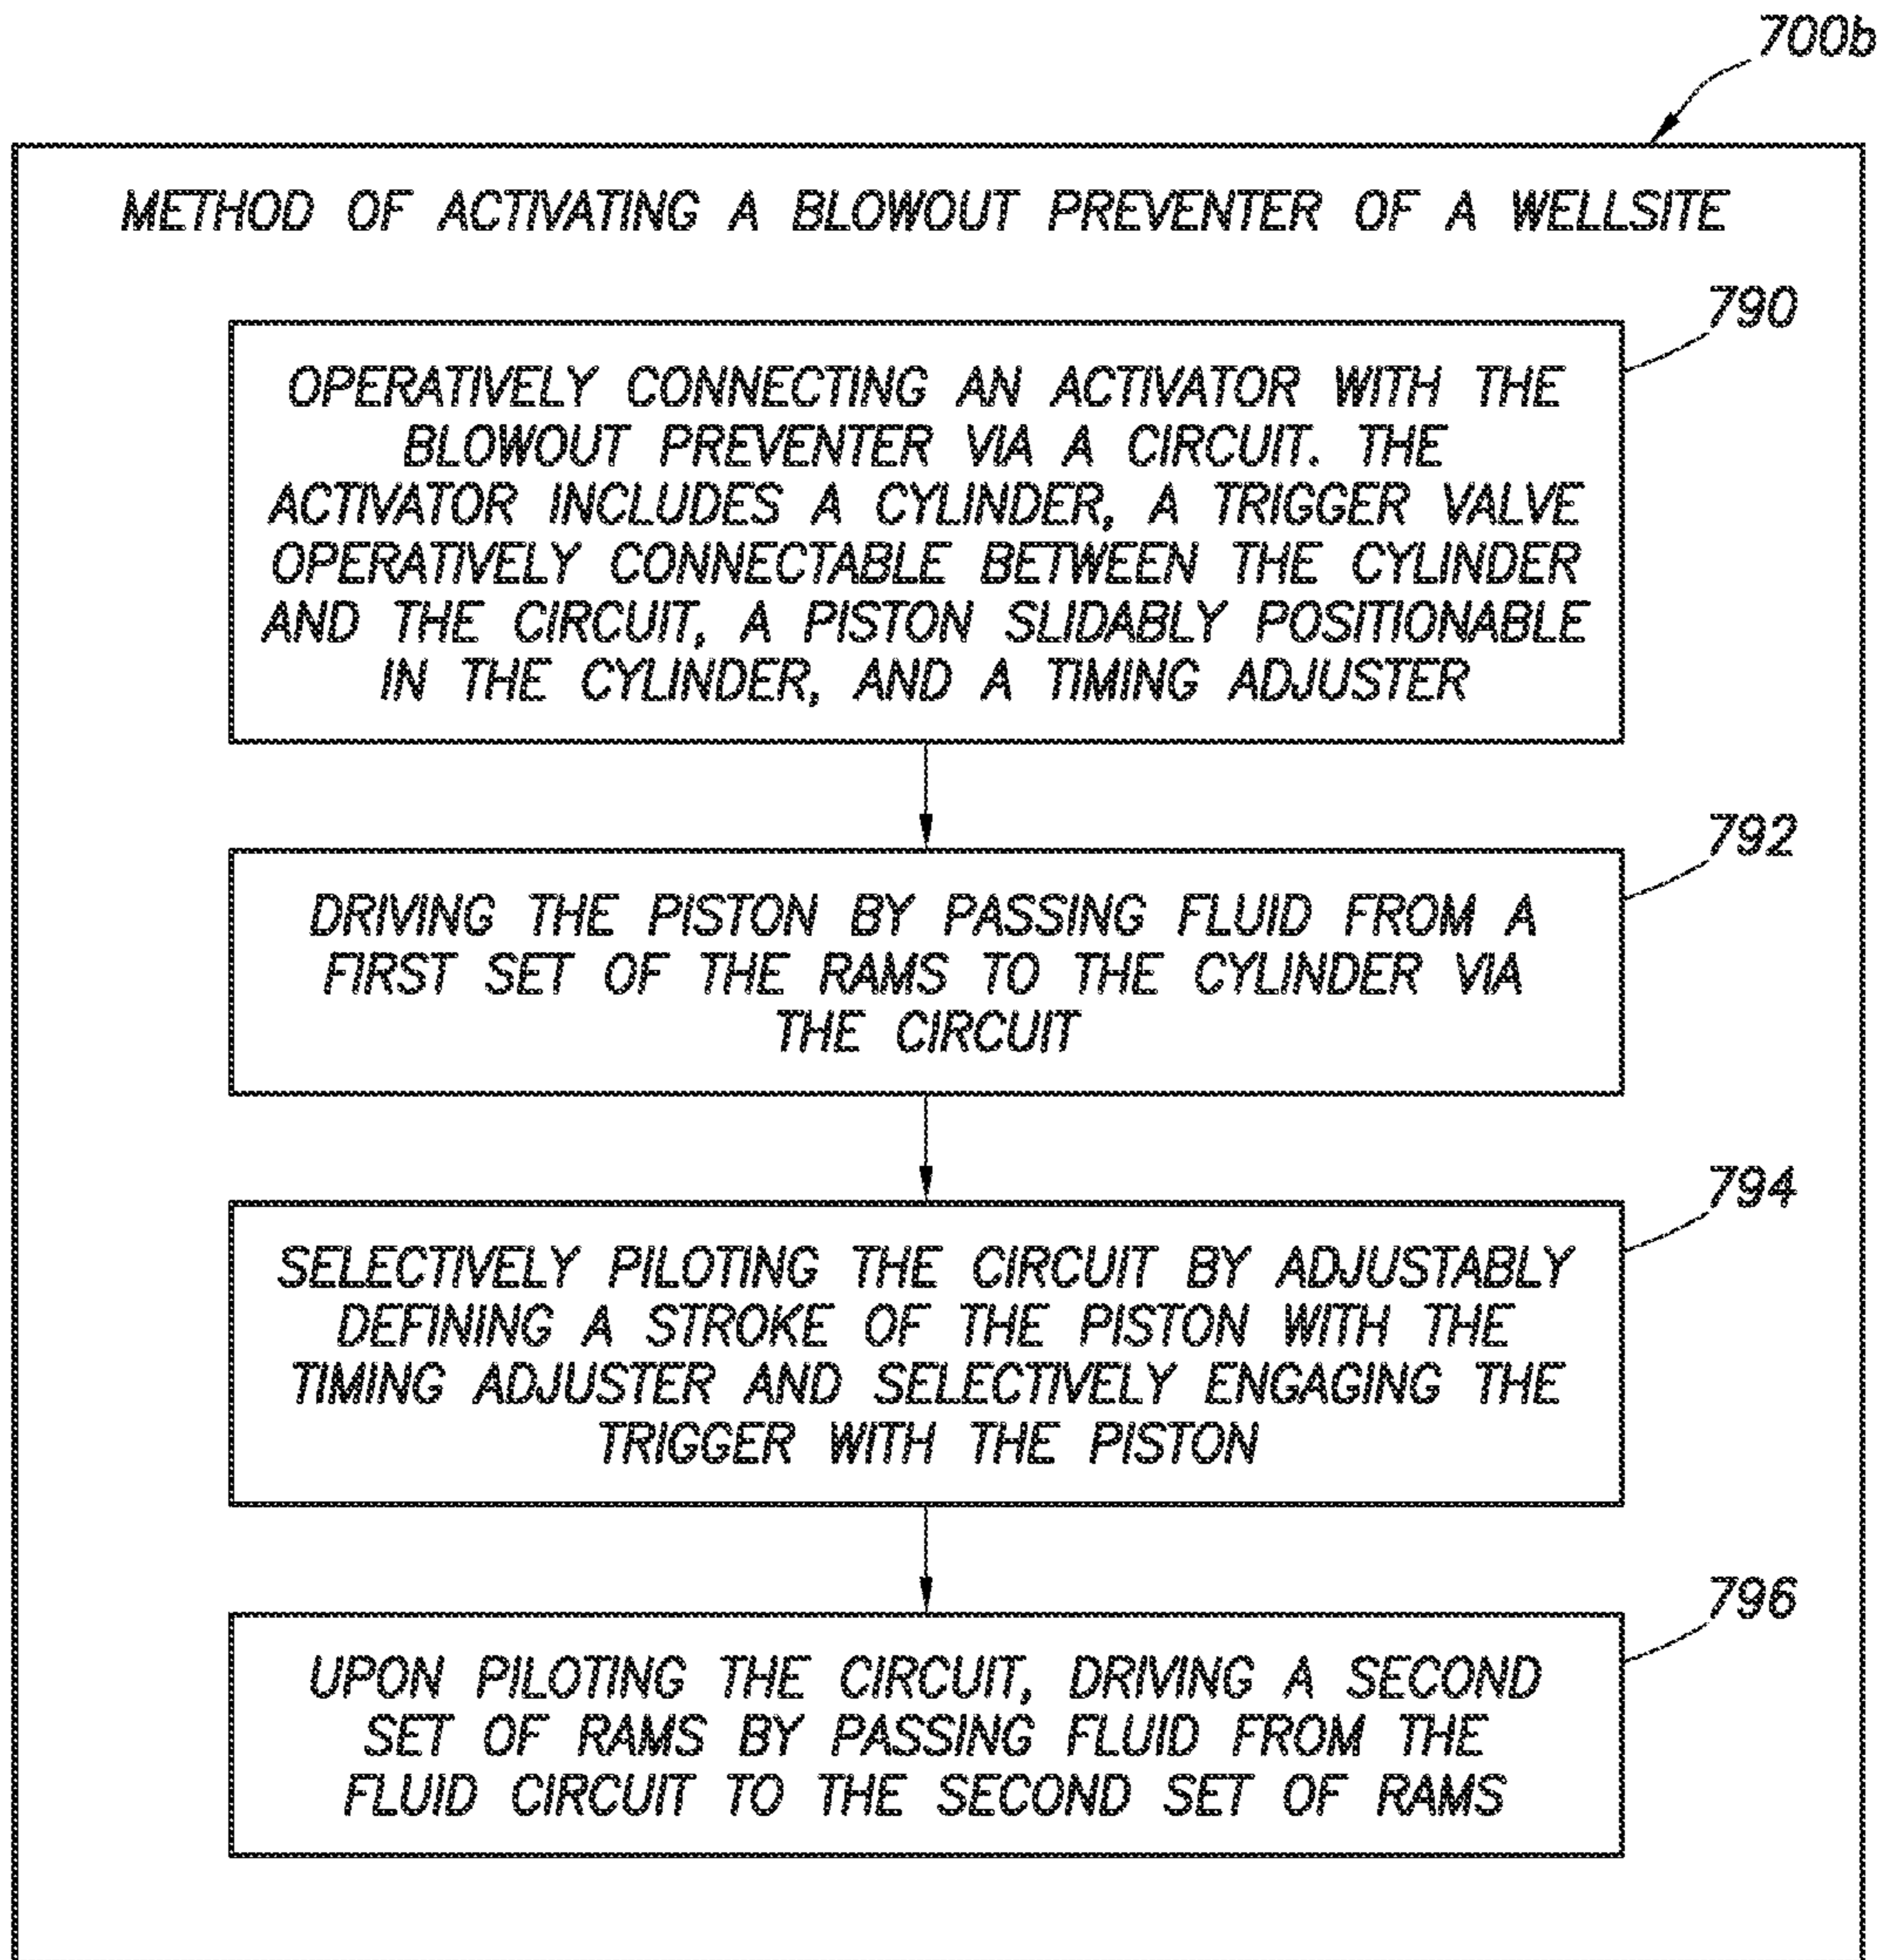 700b
METHOD OF ACTIVATING A BLOWOUT PREVENTER OF A WELLSITE
790
OPERATIVELY CONNECTING AN ACTIVATOR WITH THE
BLOWOUT PREVENTER VIA A CIRCUIT. THE
ACTIVATOR INCLUDES A CYLINDER, A TRIGGER VALVE
OPERATIVELY CONNECTABLE BETWEEN THE CYLINDER
AND THE CIRCUIT, A PISTON SLIDABLY POSITIONABLE
IN THE CYLINDER, AND A TIMING ADJUSTER
792
DRIVING THE PISTON BY PASSING FLUID FROM A
FIRST SET OF THE RAMS TO THE CYLINDER VIA
THE CIRCUIT
794
SELECTIVELY PILOTING THE CIRCUIT BY ADJUSTABLY
DEFINING A STROKE OF THE PISTON WITH THE
TIMING ADJUSTER AND SELECTIVELY ENGAGING THE
TRIGGER WITH THE PISTON
796
UPON PILOTING THE CIRCUIT, DRIVING A SECOND
SET OF RAMS BY PASSING FLUID FROM THE
FLUID CIRCUIT TO THE SECOND SET OF RAMS